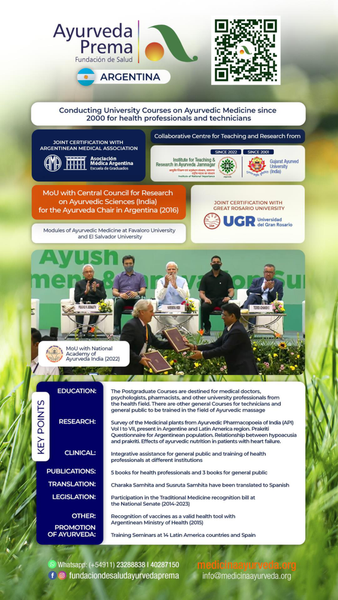 Ayurveda
Prema
Fundación de Salud
ARGENTINA
Conducting University Courses on Ayurvedic Medicine since
2000 for health professionals and technicians
JOINT CERTIFICATION WITH
ARGENTINEAN MEDICAL ASSOCIATION
Asociación
Médica Argentina
Escuela de Graduados
Collaborative Centre for Teaching and Research from
SINCE 2022
Institute for Teaching &
Research in Ayurveda Jamnagar
SINCE 2001
Gujarat Ayurved
University
(India)
MoU with Central Council for Research
on Ayurvedic Sciences (India)
for the Ayurveda Chair in Argentina (2016)
JOINT CERTIFICATION WITH
GREAT ROSARIO UNIVERSITY
UGR
Universidad
del Gran Rosario
Modules of Ayurvedic Medicine at Favaloro University
and El Salvador University
Ayush
MoU with National
Academy of
Ayurveda India (2022)
KEY POINTS
EDUCATION: The Postgraduate Courses are destined for medical doctors,
psychologists, pharmacists, and other university professionals from
the health field. There are other general Courses for technicians and
general public to be trained in the field of Ayurvedic massage
RESEARCH: Survey of the Medicinal plants from Ayurvedic Pharmacopoeia of India (API)
Vol I to VII, present in Argentine and Latin America region. Prakriti
Questionnaire for Argentinean population. Relationship between hypoacusia
and prakriti. Effects of ayurvedic nutrition in patients with heart failure.
CLINICAL: Integrative assistance for general public and training of health
professionals at different institutions
PUBLICATIONS: 5 books for health professionals and 3 books for general public
TRANSLATION: Charaka Samhita and Susruta Samhita have been translated to Spanish
LEGISLATION: Participation in the Traditional Medicine recognition bill at
the National Senate (2014-2023)
OTHER: Recognition of vaccines as a valid health tool with
Argentinean Ministry of Health (2015)
PROMOTION
OF AYURVEDA: Training Seminars at 14 Latin America countries and Spain
Whatsapp: (+54911) 23288838 | 40287150
medicinaayurveda.org
fundaciondesaludayurvedaprema
info@medicinaayurveda.org